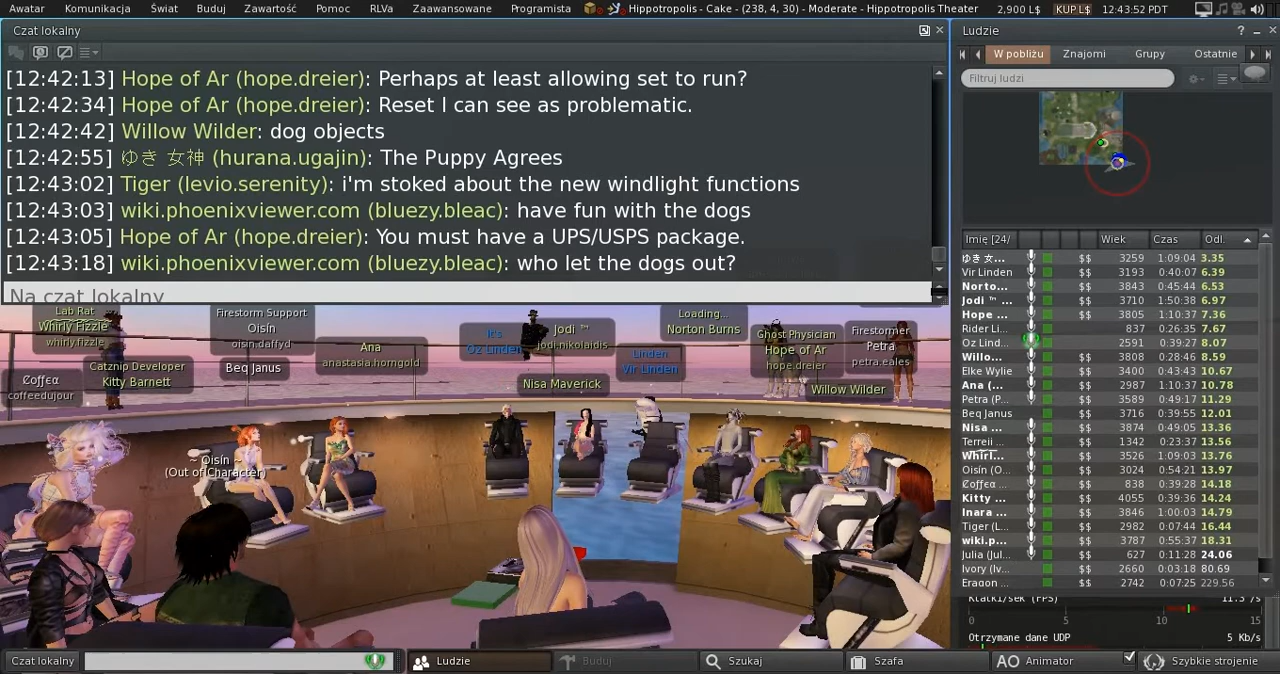 Awatar Komunikacja Świat Buduj Zawartość Pomoc RLVa Zaawansowane Programista Hippotropolis - Cake - (238, 4, 30) - Moderate - Hippotropolis Theater 2,900 L$ KUP L$ 12:43:52 PDT
Czat lokalny
[12:42:13] Hope of Ar (hope.dreier): Perhaps at least allowing set to run?
[12:42:34] Hope of Ar (hope.dreier): Reset I can see as problematic.
[12:42:42] Willow Wilder: dog objects
[12:42:55] ゆき 女神 (hurana.ugajin): The Puppy Agrees
[12:43:02] Tiger (levio.serenity): i'm stoked about the new windlight functions
[12:43:03] wiki.phoenixviewer.com (bluezy.bleac): have fun with the dogs
[12:43:05] Hope of Ar (hope.dreier): You must have a UPS/USPS package.
[12:43:18] wiki.phoenixviewer.com (bluezy.bleac): who let the dogs out?
Na czat lokalny
Lab Rat
Whirly Fizzle
whirly.fizzle
Firestorm Support
Oisín
oisin.daffyd
Ana
anastasia.horngold
It's
Oz Linden
Jodi ™
jodi.nikolaidis
Loading...
Norton Burns
Linden
Vir Linden
Ghost Physician
Hope of Ar
hope.dreier
Firestormer
Petra
petra.eales
Coffeɑ
coffeedujour
Catznip Developer
Kitty Barnett
Beq Janus
Nisa Maverick
Willow Wilder
~ Oisín ~
(Out of Character)
Ludzie
W pobliżu Znajomi Grupy Ostatnie
Filtruj ludzi
Imię [24/ Wiek Czas Odl.
ゆき 女... $$ 3259 1:09:04 3.35
Vir Linden 3193 0:40:07 6.39
Norto... $$ 3843 0:45:44 6.53
Jodi ™ ... $$ 3710 1:50:38 6.97
Hope ... $$ 3805 1:10:37 7.36
Rider Li... 837 0:26:35 7.67
Oz Lind... 2591 0:39:27 8.07
Willo... $$ 3808 0:28:46 8.59
Elke Wylie $$ 3400 0:43:43 10.67
Ana (... $$ 2987 1:10:37 10.78
Petra (P... $$ 3589 0:49:17 11.29
Beq Janus $$ 3716 0:39:55 12.01
Nisa ... $$ 3874 0:49:05 13.36
Terreii ... $$ 1342 0:23:37 13.56
Whirl... $$ 3526 1:09:03 13.76
Oisín (O... $$ 3024 0:54:21 13.97
Coffeɑ ... $$ 838 0:39:28 14.18
Kitty ... $$ 4055 0:39:36 14.24
Inara ... $$ 3816 1:00:03 14.79
Tiger (L... $$ 2982 0:07:44 16.44
wiki.p... $$ 3787 0:55:37 18.31
Julia (Jul... $$ 627 0:11:28 24.06
Ivory (Iv... $$ 2660 0:03:18 80.69
Eragon ... $$ 2742 0:07:25 229.56
Klatki/sek (FPS) 11.3 /s
0 5 10 15
Otrzymane dane UDP 5 Kb/s
Czat lokalny Ludzie Buduj Szukaj Szafa AO Animator Szybkie strojenie